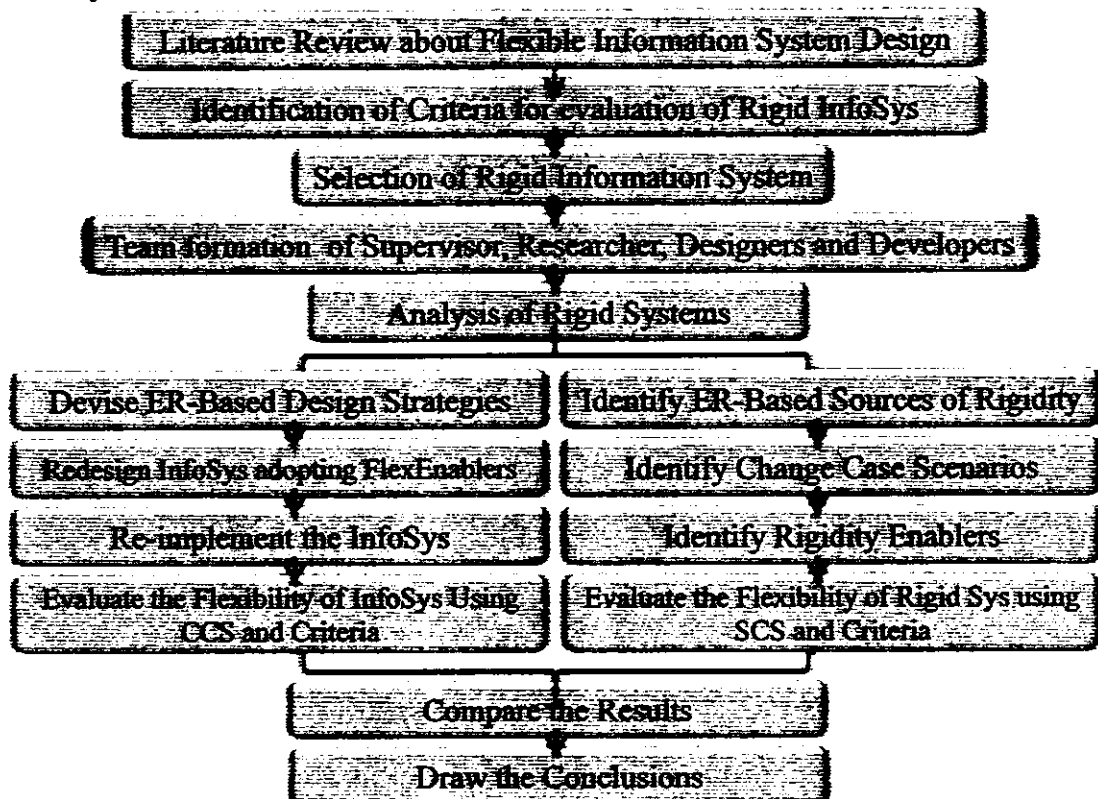 Literature Review about Flexible Information System Design
Identification of Criteria for evaluation of Rigid InfoSys
Selection of Rigid Information System
Team formation of Supervisor, Researcher, Designers and Developers
Analysis of Rigid Systems
Devise ER-Based Design Strategies
Redesign InfoSys adopting FlexEnablers
Re-implement the InfoSys
Evaluate the Flexibility of InfoSys Using
CCS and Criteria
Identify ER-Based Sources of Rigidity
Identify Change Case Scenarios
Identify Rigidity Enablers
Evaluate the Flexibility of Rigid Sys using
SCS and Criteria
Compare the Results
Draw the Conclusions